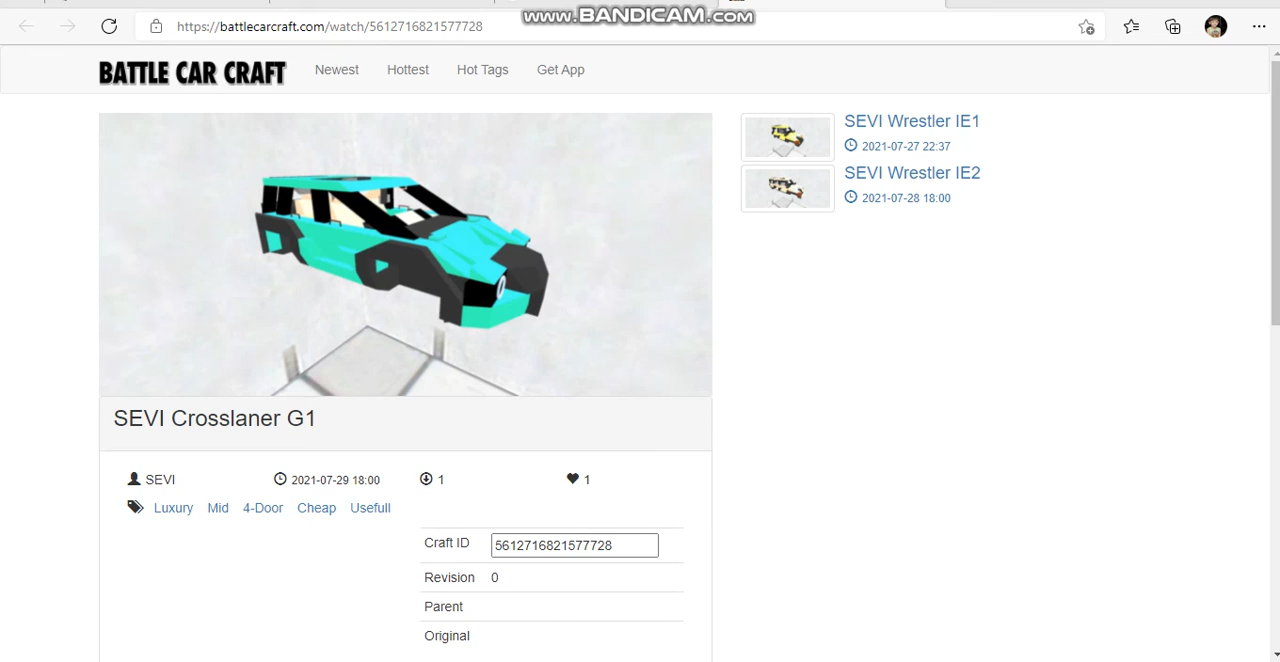 www.BANDICAM.com
https://battlecarcraft.com/watch/5612716821577728
BATTLE CAR CRAFT Newest Hottest Hot Tags Get App
SEVI Wrestler IE1
2021-07-27 22:37
SEVI Wrestler IE2
2021-07-28 18:00
SEVI Crosslaner G1
SEVI 2021-07-29 18:00 1 1
Luxury Mid 4-Door Cheap Usefull
Craft ID 5612716821577728
Revision 0
Parent
Original